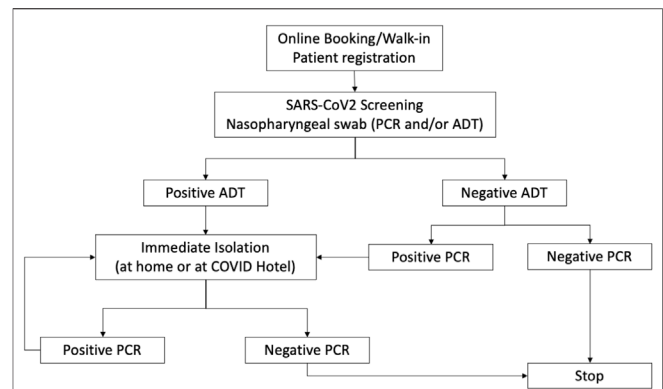 Online Booking/Walk-in
Patient registration
SARS-CoV2 Screening
Nasopharyngeal swab (PCR and/or ADT)
Positive ADT
Negative ADT
Immediate Isolation
(at home or at COVID Hotel)
Positive PCR
Negative PCR
Positive PCR
Negative PCR
Stop